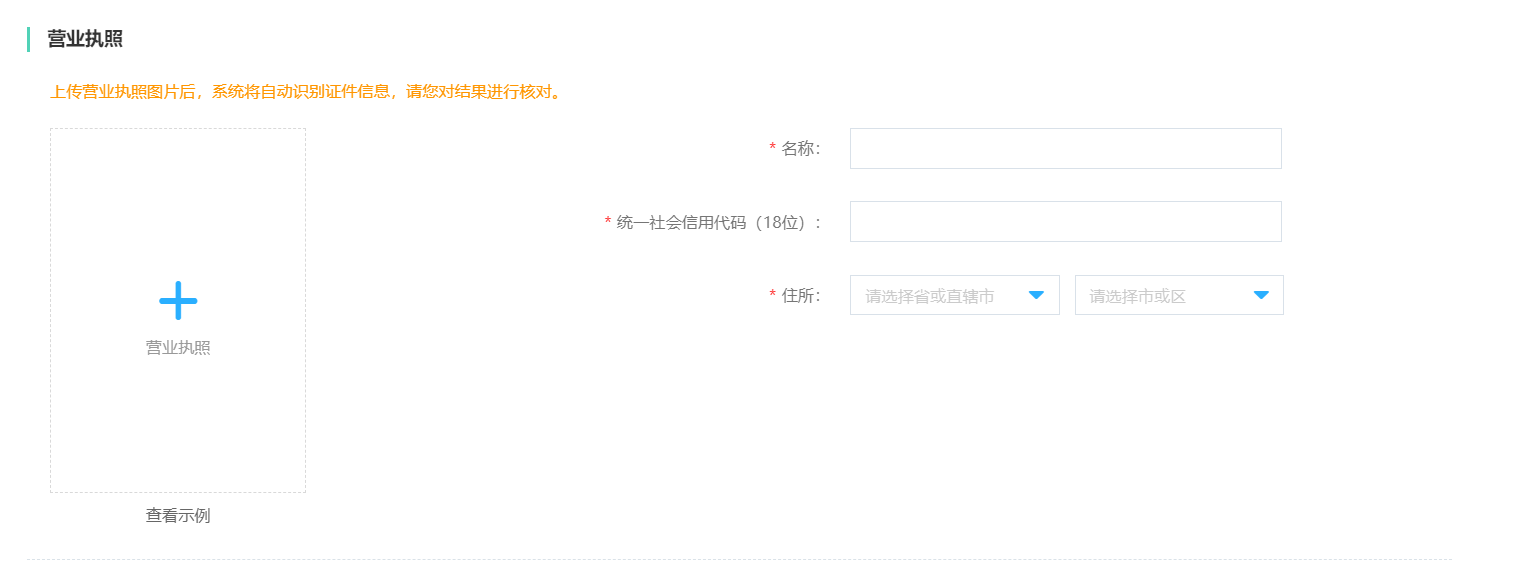 营业执照
上传营业执照图片后，系统将自动识别证件信息，请您对结果进行核对。
* 名称：
* 统一社会信用代码（18位）：
* 住所： 请选择省或直辖市 请选择市或区
营业执照
查看示例